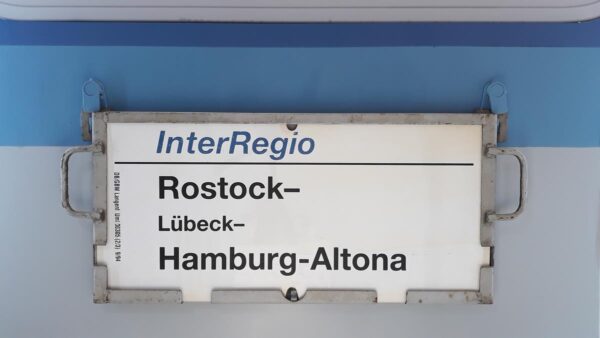 InterRegio
Rostock–
Lübeck–
Hamburg-Altona